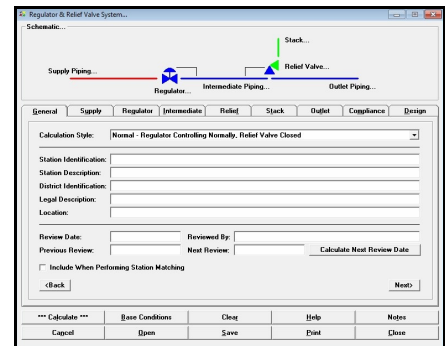 Regulator & Relief Valve System...
Schematic...
Stack...
Supply Piping...
Relief Valve...
Regulator...
Intermediate Piping...
Outlet Piping...
General Supply Regulator Intermediate Relief Stack Outlet Compliance Design
Calculation Style: Normal - Regulator Controlling Normally, Relief Valve Closed
Station Identification:
Station Description:
District Identification:
Legal Description:
Location:
Review Date: Reviewed By:
Previous Review: Next Review: Calculate Next Review Date
Include When Performing Station Matching
<Back Next>
*** Calculate *** Base Conditions Clear Help Notes
Cancel Open Save Print Close